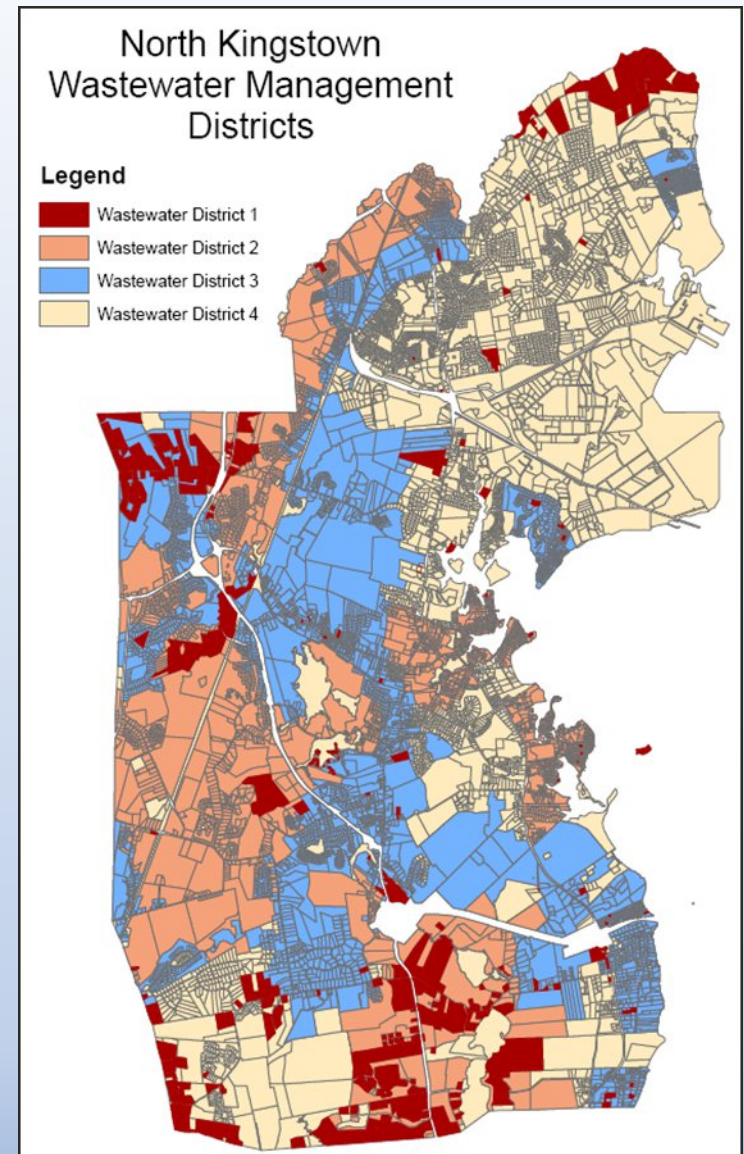 North Kingstown
Wastewater Management
Districts
Legend
Wastewater District 1
Wastewater District 2
Wastewater District 3
Wastewater District 4